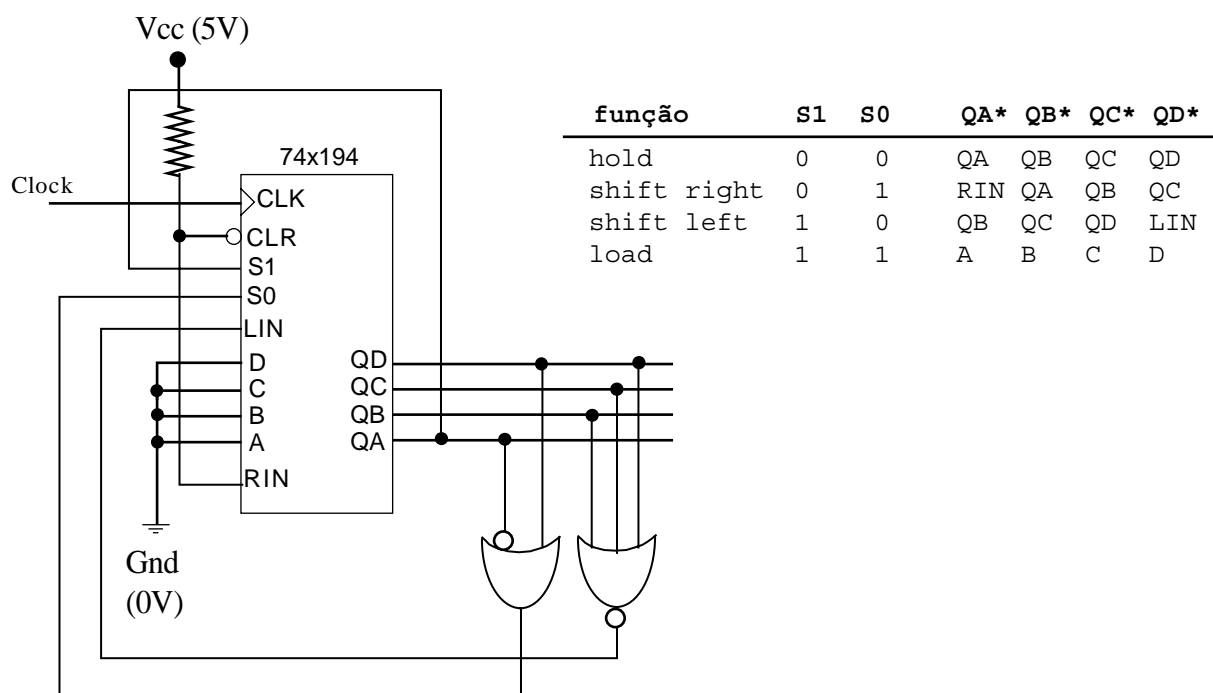 Vcc (5V)
função S1 S0 QA* QB* QC* QD*
hold 0 0 QA QB QC QD
shift right 0 1 RIN QA QB QC
shift left 1 0 QB QC QD LIN
load 1 1 A B C D
74x194
Clock
CLK
CLR
S1
S0
LIN
D QD
C QC
B QB
A QA
RIN
Gnd
(0V)